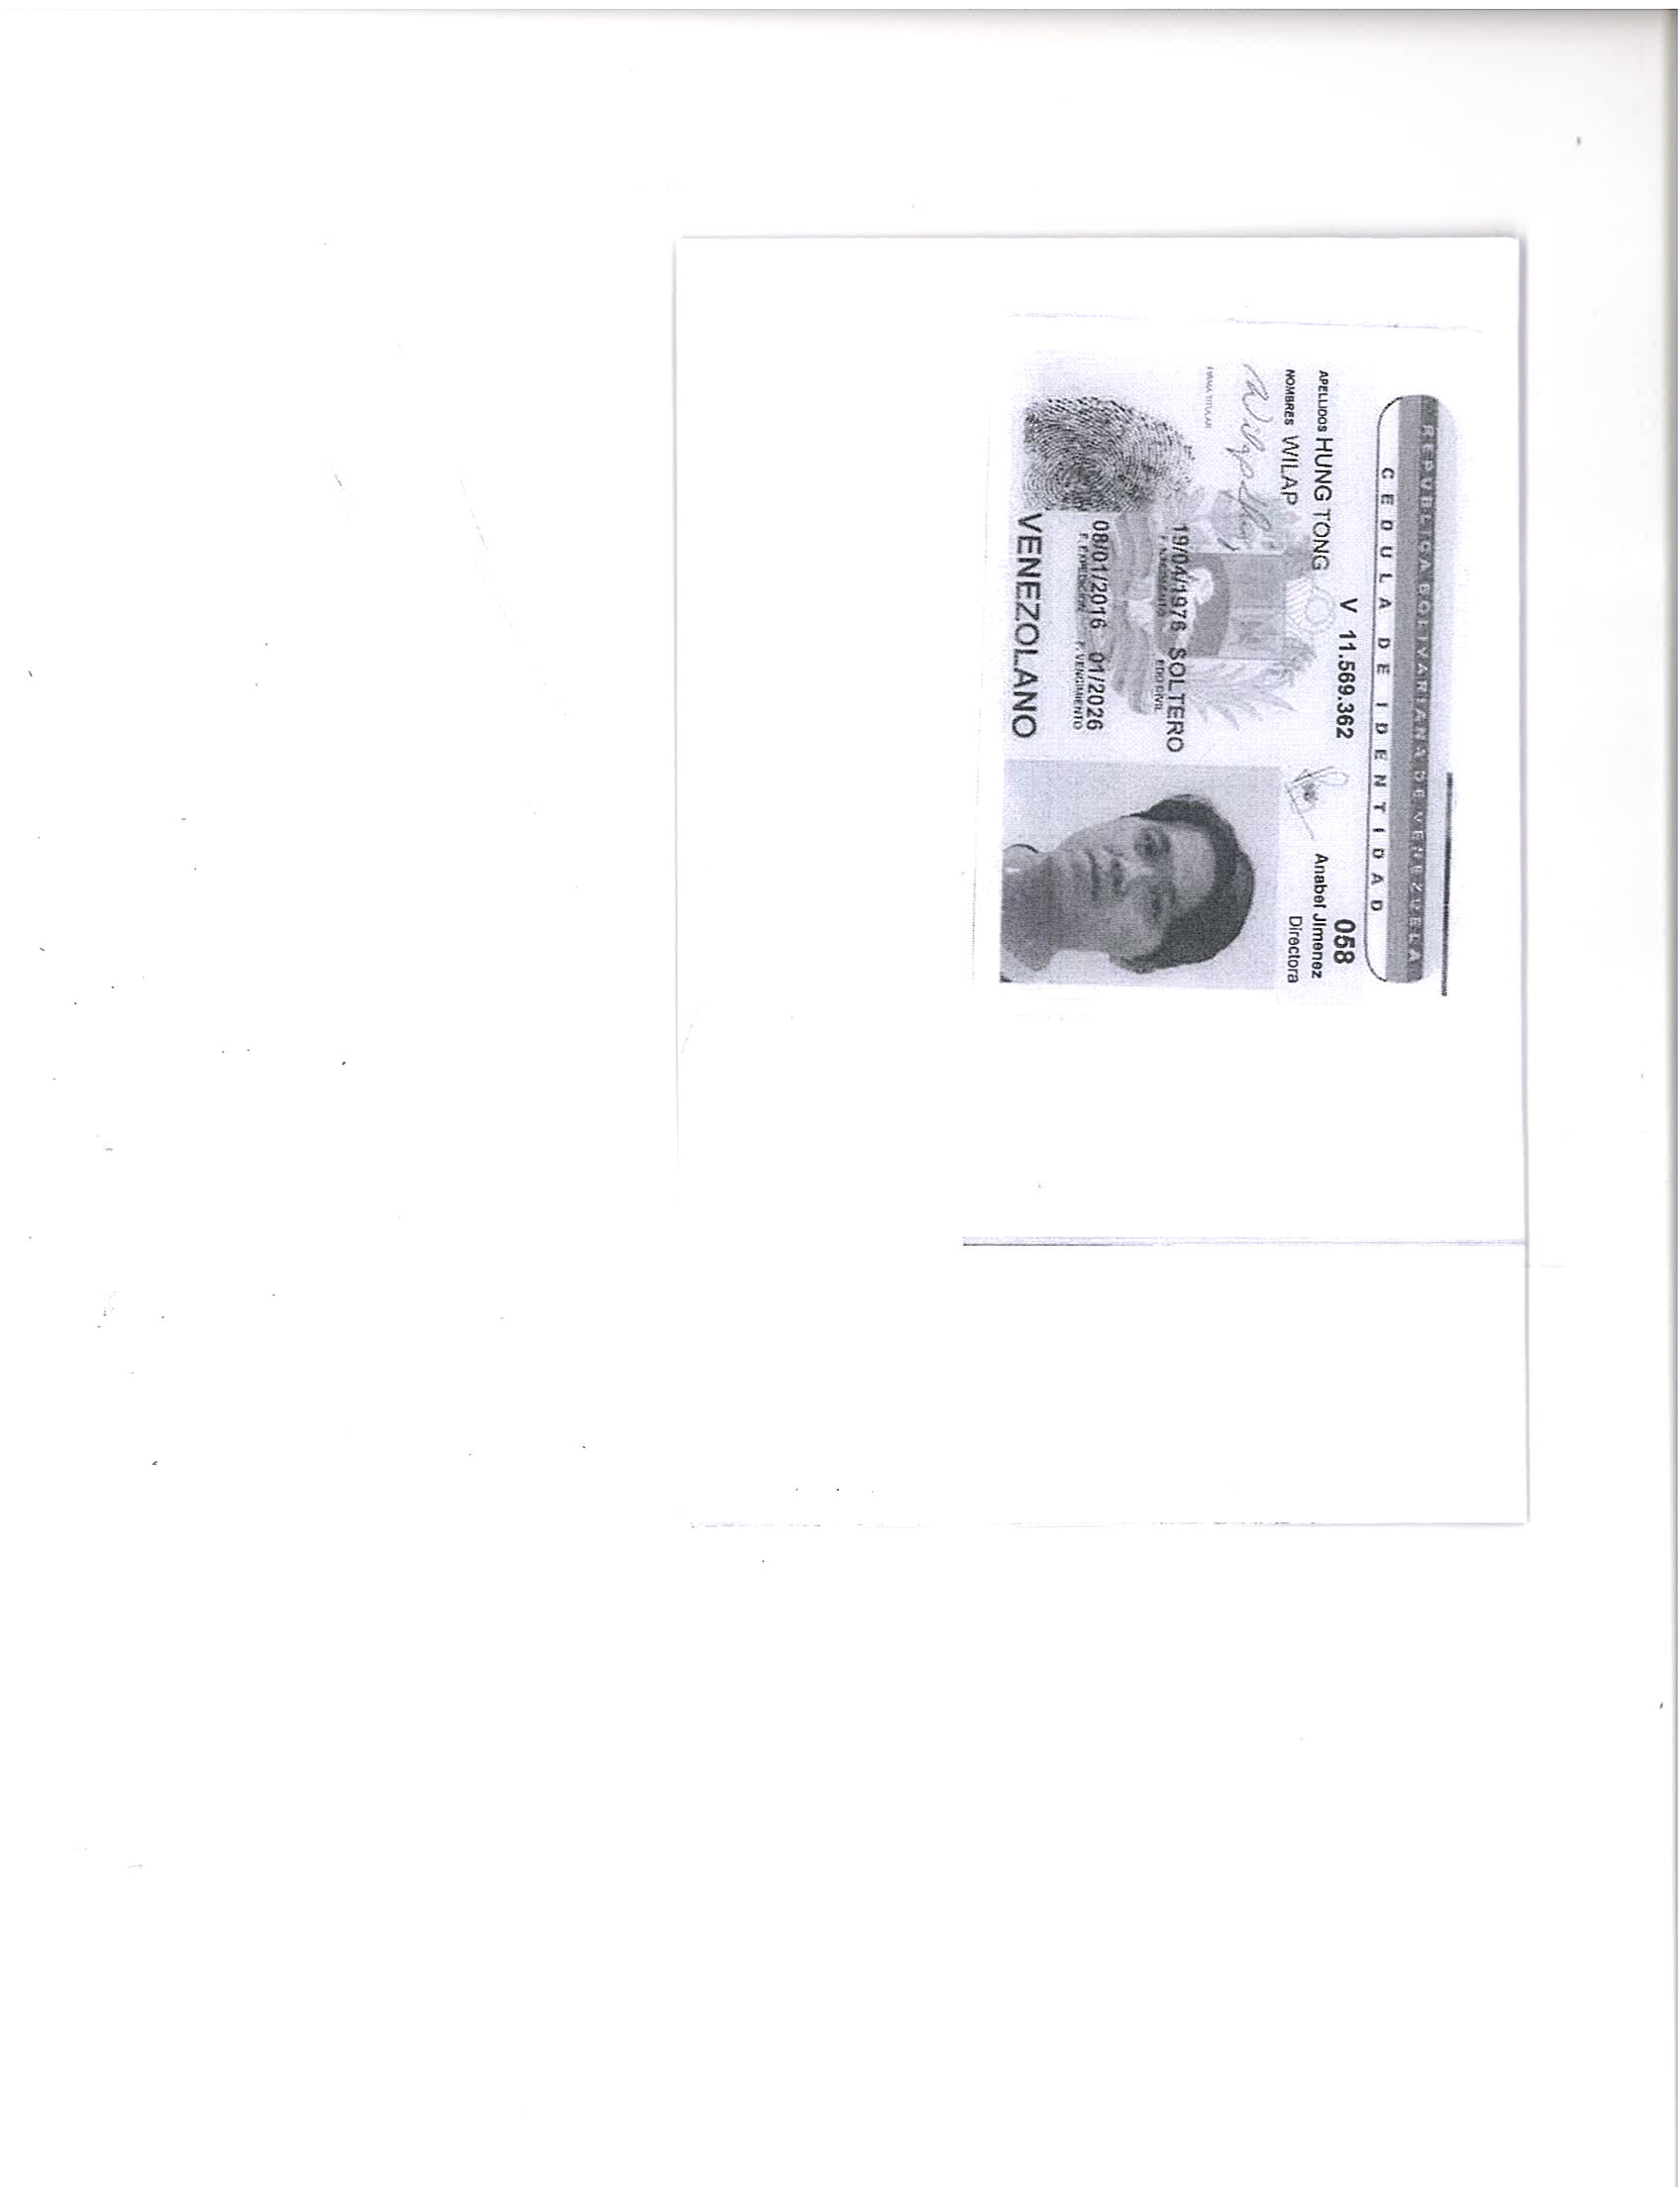 REPUBLICA BOLIVARIANA DE VENEZUELA
CEDULA DE IDENTIDAD
V 11.569.362 058
APELLIDOS HUNG TONG Anabel Jimenez
NOMBRES WILAP Directora
FIRMA TITULAR
19/04/1976 SOLTERO
F. NACIMIENTO EDO CIVIL
08/01/2016 01/2026
F. EXPEDICION F. VENCIMIENTO
VENEZOLANO